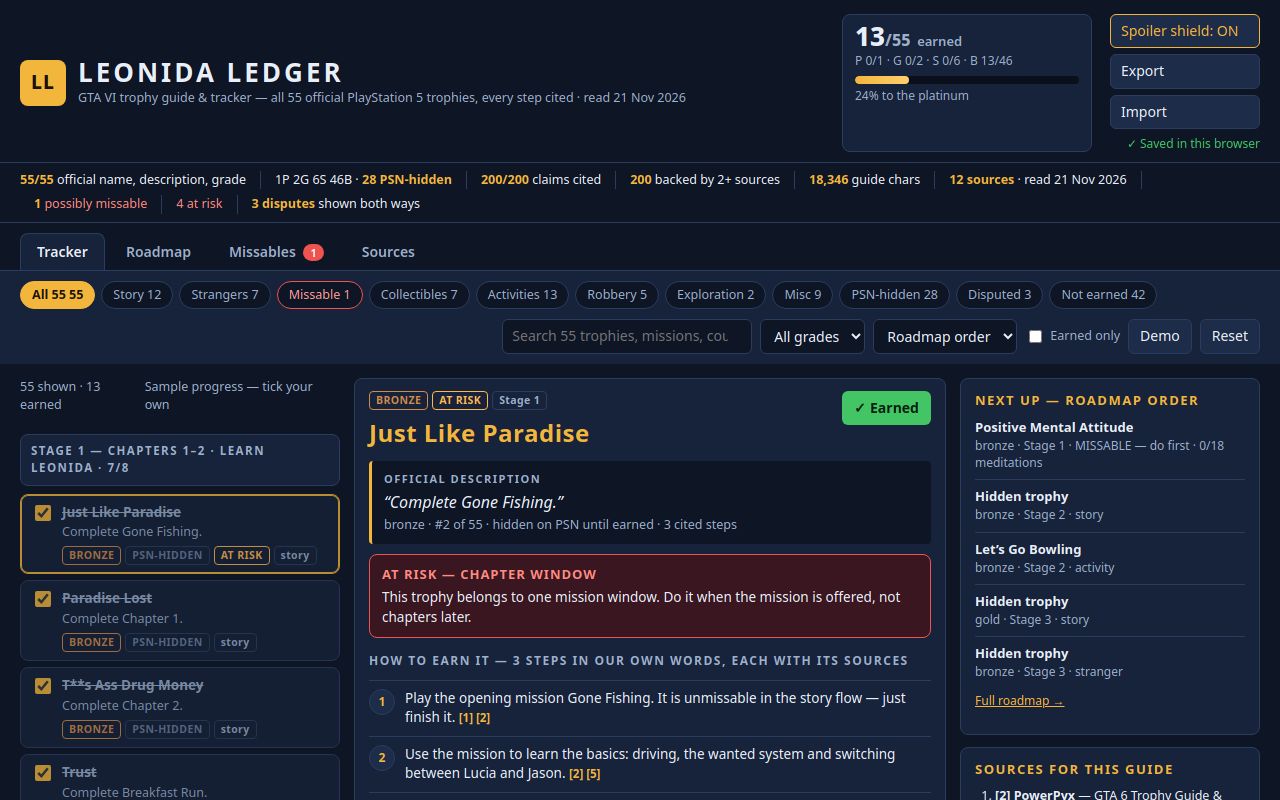 LL
LEONIDA LEDGER
GTA VI trophy guide & tracker — all 55 official PlayStation 5 trophies, every step cited · read 21 Nov 2026
13/55 earned
P 0/1 · G 0/2 · S 0/6 · B 13/46
24% to the platinum
Spoiler shield: ON
Export
Import
✓ Saved in this browser
55/55 official name, description, grade
1P 2G 6S 46B · 28 PSN-hidden
200/200 claims cited
200 backed by 2+ sources
18,346 guide chars
12 sources · read 21 Nov 2026
1 possibly missable
4 at risk
3 disputes shown both ways
Tracker
Roadmap
Missables 1
Sources
All 55 55
Story 12
Strangers 7
Missable 1
Collectibles 7
Activities 13
Robbery 5
Exploration 2
Misc 9
PSN-hidden 28
Disputed 3
Not earned 42
Search 55 trophies, missions, cou
All grades
Roadmap order
Earned only
Demo
Reset
55 shown · 13
earned
Sample progress — tick your
own
STAGE 1 — CHAPTERS 1–2 · LEARN
LEONIDA · 7/8
Just Like Paradise
Complete Gone Fishing.
BRONZE PSN-HIDDEN AT RISK story
Paradise Lost
Complete Chapter 1.
BRONZE PSN-HIDDEN story
T**s Ass Drug Money
Complete Chapter 2.
BRONZE PSN-HIDDEN story
Trust
Complete Breakfast Run.
BRONZE AT RISK Stage 1
✓ Earned
Just Like Paradise
OFFICIAL DESCRIPTION
“Complete Gone Fishing.”
bronze · #2 of 55 · hidden on PSN until earned · 3 cited steps
AT RISK — CHAPTER WINDOW
This trophy belongs to one mission window. Do it when the mission is offered, not
chapters later.
HOW TO EARN IT — 3 STEPS IN OUR OWN WORDS, EACH WITH ITS SOURCES
1
Play the opening mission Gone Fishing. It is unmissable in the story flow — just
finish it. [1] [2]
2
Use the mission to learn the basics: driving, the wanted system and switching
between Lucia and Jason. [2] [5]
NEXT UP — ROADMAP ORDER
Positive Mental Attitude
bronze · Stage 1 · MISSABLE — do first · 0/18
meditations
Hidden trophy
bronze · Stage 2 · story
Let’s Go Bowling
bronze · Stage 2 · activity
Hidden trophy
gold · Stage 3 · story
Hidden trophy
bronze · Stage 3 · stranger
Full roadmap →
SOURCES FOR THIS GUIDE
1. [2] PowerPyx — GTA 6 Trophy Guide &